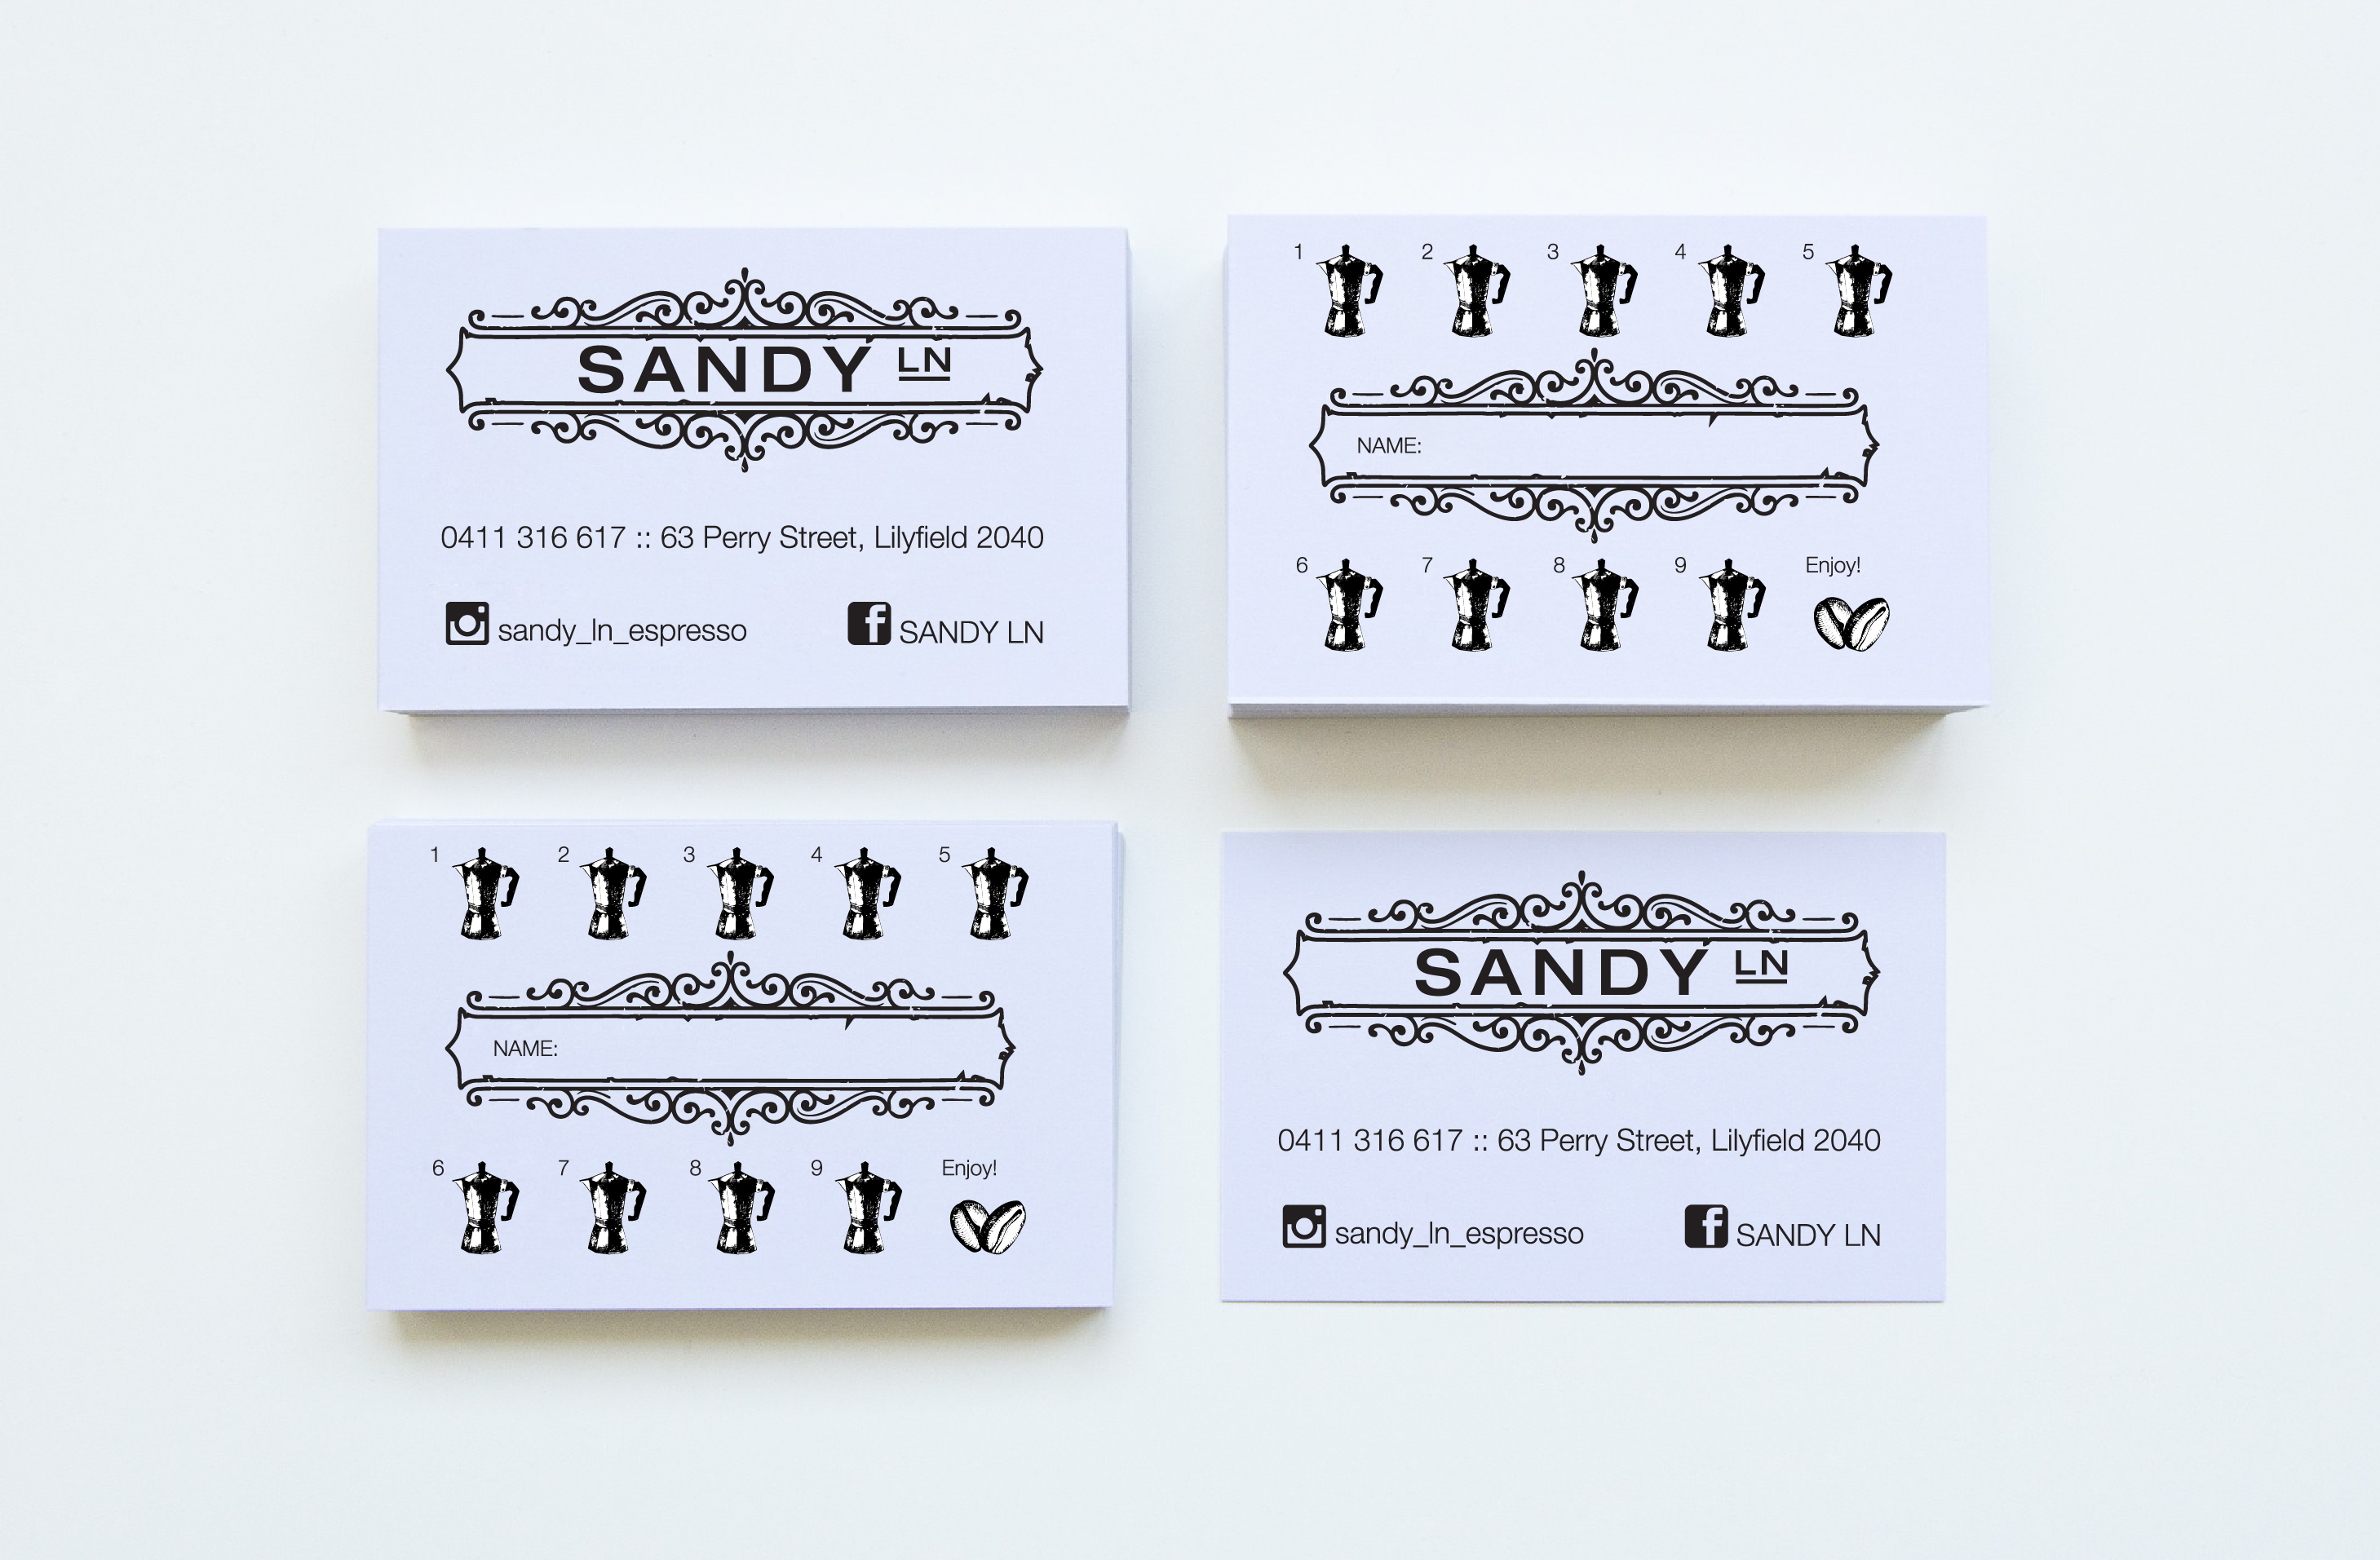 SANDY LN
0411 316 617 :: 63 Perry Street, Lilyfield 2040
sandy_ln_espresso
SANDY LN
1 2 3 4 5
NAME:
6 7 8 9 Enjoy!
1 2 3 4 5
NAME:
6 7 8 9 Enjoy!
SANDY LN
0411 316 617 :: 63 Perry Street, Lilyfield 2040
sandy_ln_espresso
SANDY LN